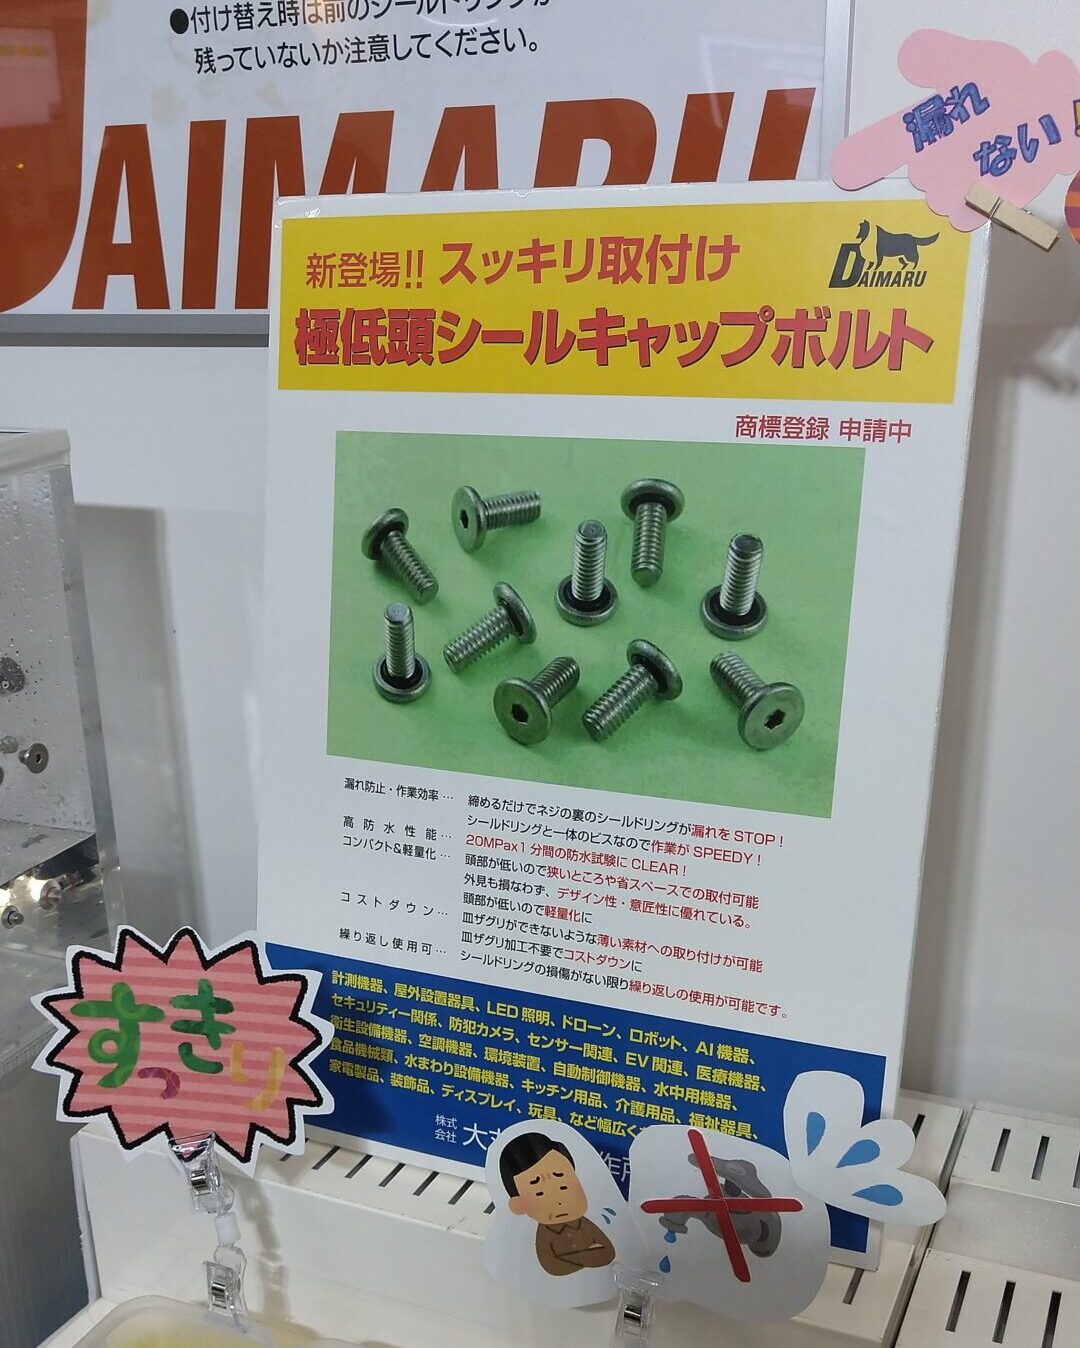 ●付け替え時は前のシールドリングが
残っていないか注意してください。
DAIMARU
漏れ
ない!
新登場!! スッキリ取付け
DAIMARU
極低頭シールキャップボルト
商標登録 申請中
漏れ防止・作業効率… 締めるだけでネジの裏のシールドリングが漏れをSTOP!
シールドリングと一体のビスなので作業がSPEEDY!
高防水性能… 20MPax1分間の防水試験にCLEAR!
コンパクト&軽量化… 頭部が低いので狭いところや省スペースでの取付可能
外見も損なわず、デザイン性・意匠性に優れている。
頭部が低いので軽量化に
コストダウン… 皿ザグリができないような薄い素材への取り付けが可能
皿ザグリ加工不要でコストダウンに
繰り返し使用可… シールドリングの損傷がない限り繰り返しの使用が可能です。
計測機器、屋外設置器具、LED照明、ドローン、ロボット、AI機器、
セキュリティー関係、防犯カメラ、センサー関連、EV関連、医療機器、
衛生設備機器、空調機器、環境装置、自動制御機器、水中用機器、
食品機械類、水まわり設備機器、キッチン用品、介護用品、福祉器具、
家電製品、装飾品、ディスプレイ、玩具、など幅広く
株式会社 大
作所
すっきり